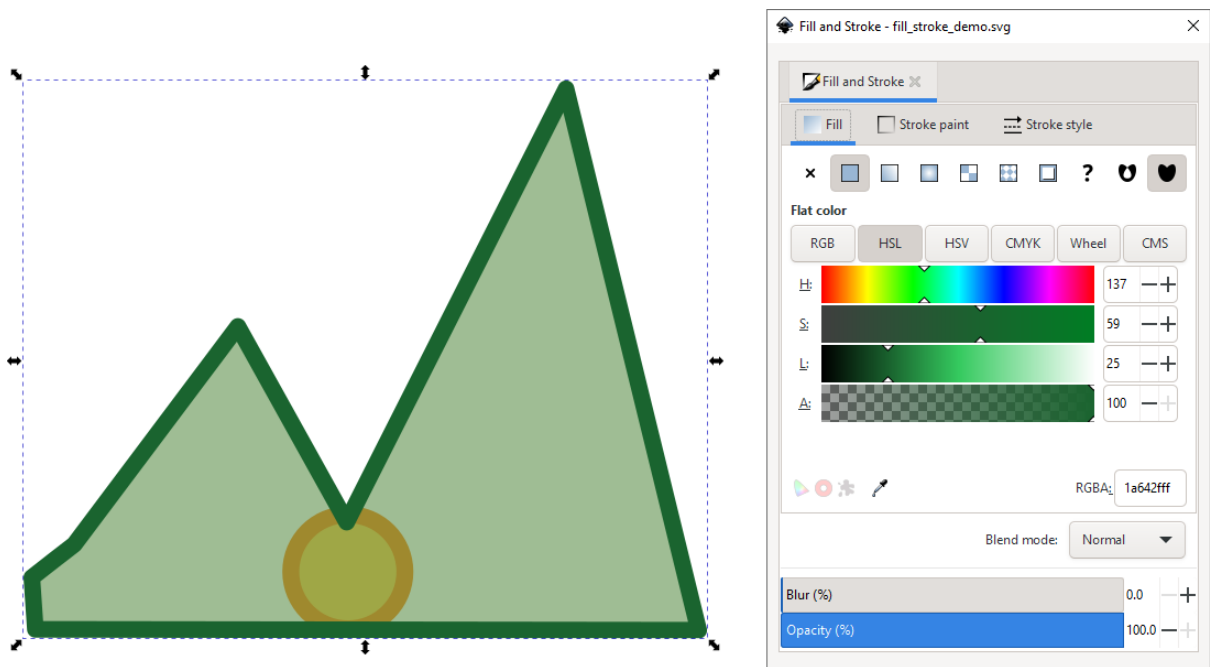 Fill and Stroke - fill_stroke_demo.svg
Fill and Stroke
Fill Stroke paint Stroke style
?
Flat color
RGB HSL HSV CMYK Wheel CMS
H: 137
S: 59
L: 25
A: 100
RGBA: 1a642fff
Blend mode: Normal
Blur (%) 0.0
Opacity (%) 100.0